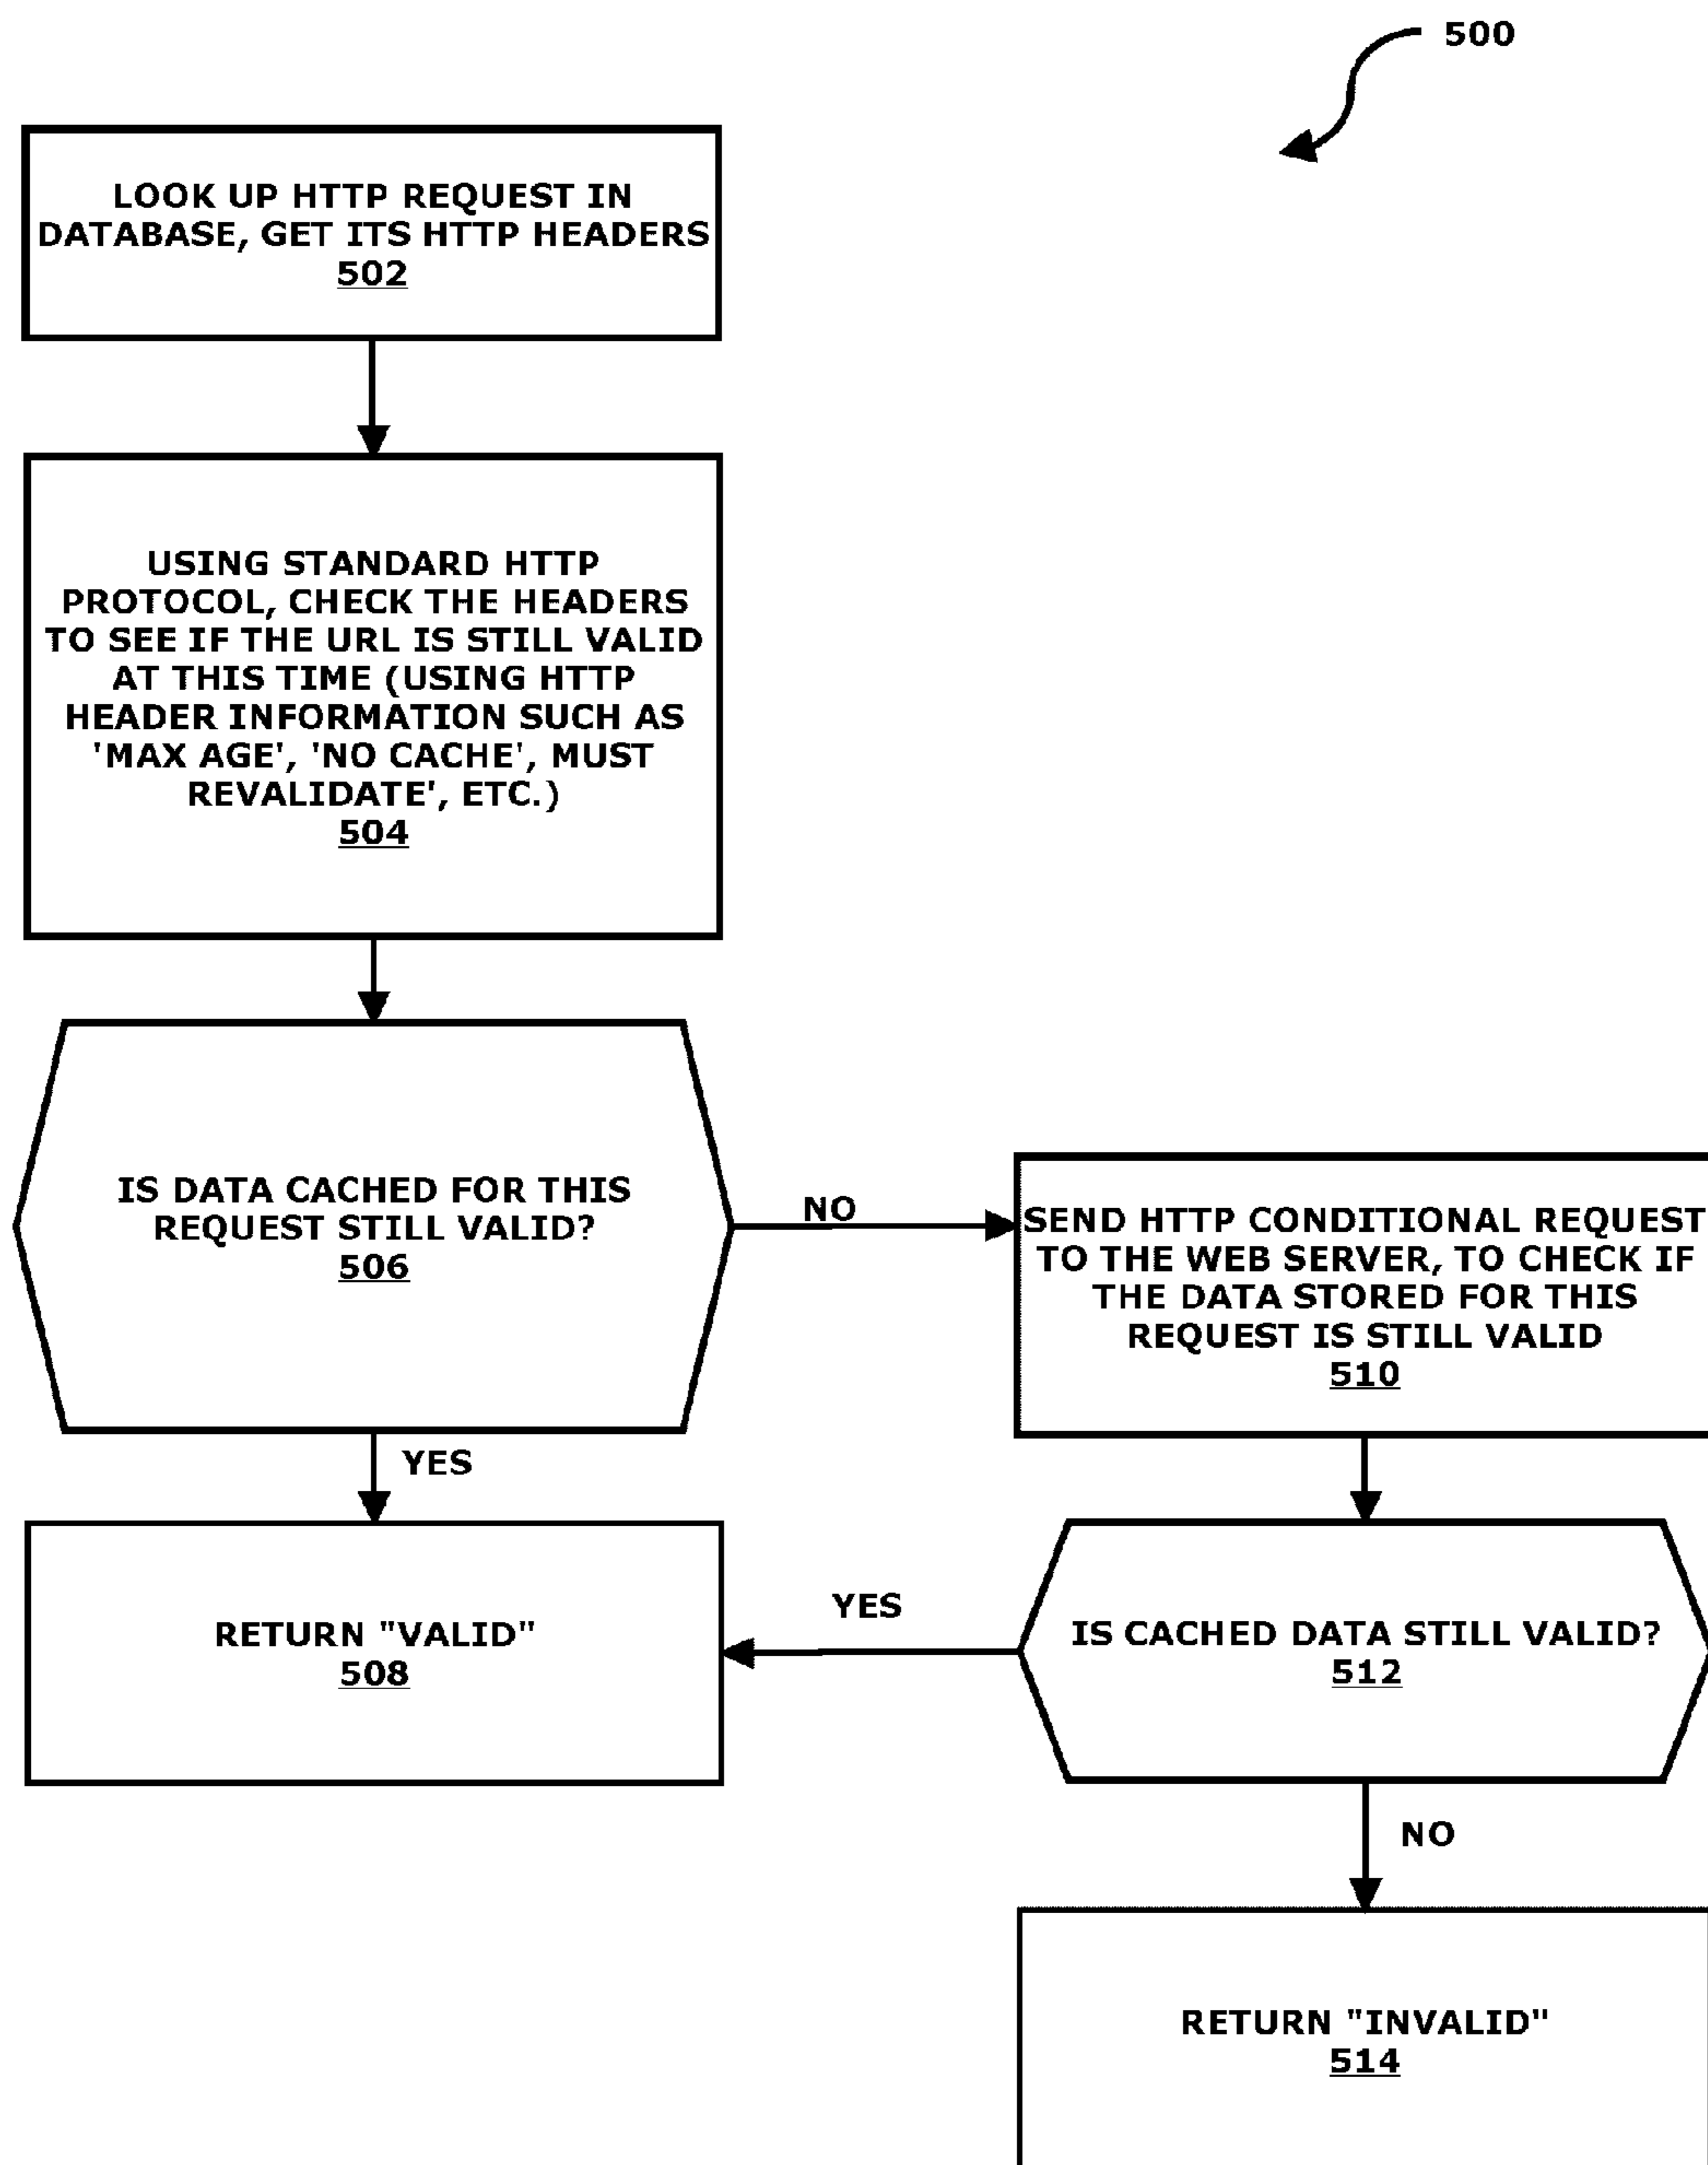 500
LOOK UP HTTP REQUEST IN
DATABASE, GET ITS HTTP HEADERS
502
USING STANDARD HTTP
PROTOCOL, CHECK THE HEADERS
TO SEE IF THE URL IS STILL VALID
AT THIS TIME (USING HTTP
HEADER INFORMATION SUCH AS
'MAX AGE', 'NO CACHE', MUST
REVALIDATE', ETC.)
504
IS DATA CACHED FOR THIS
REQUEST STILL VALID?
506
NO
SEND HTTP CONDITIONAL REQUEST
TO THE WEB SERVER, TO CHECK IF
THE DATA STORED FOR THIS
REQUEST IS STILL VALID
510
YES
RETURN "VALID"
508
YES
IS CACHED DATA STILL VALID?
512
NO
RETURN "INVALID"
514